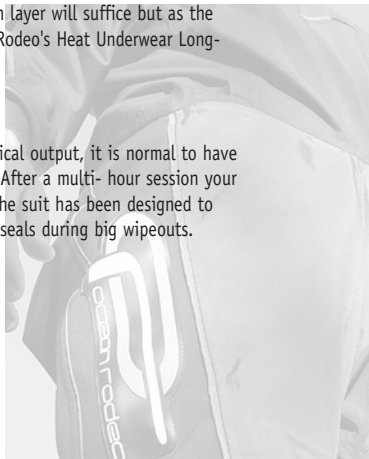 n layer will suffice but as the
Rodeo's Heat Underwear Long-
ical output, it is normal to have
After a multi- hour session your
he suit has been designed to
seals during big wipeouts.
ocean rodeo